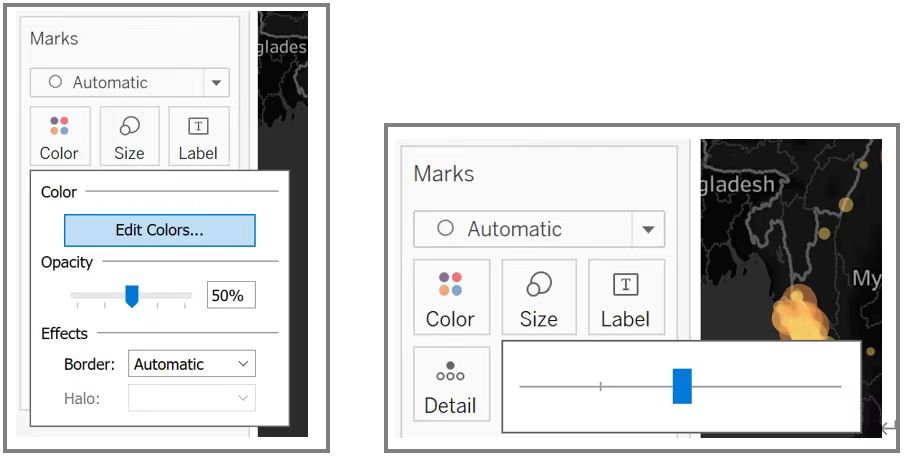 Marks
gladesh
Automatic
Color Size Label
Color
Edit Colors...
Opacity
50%
Effects
Border: Automatic
Halo:
Marks
gladesh
Automatic
My
Color Size Label
Detail